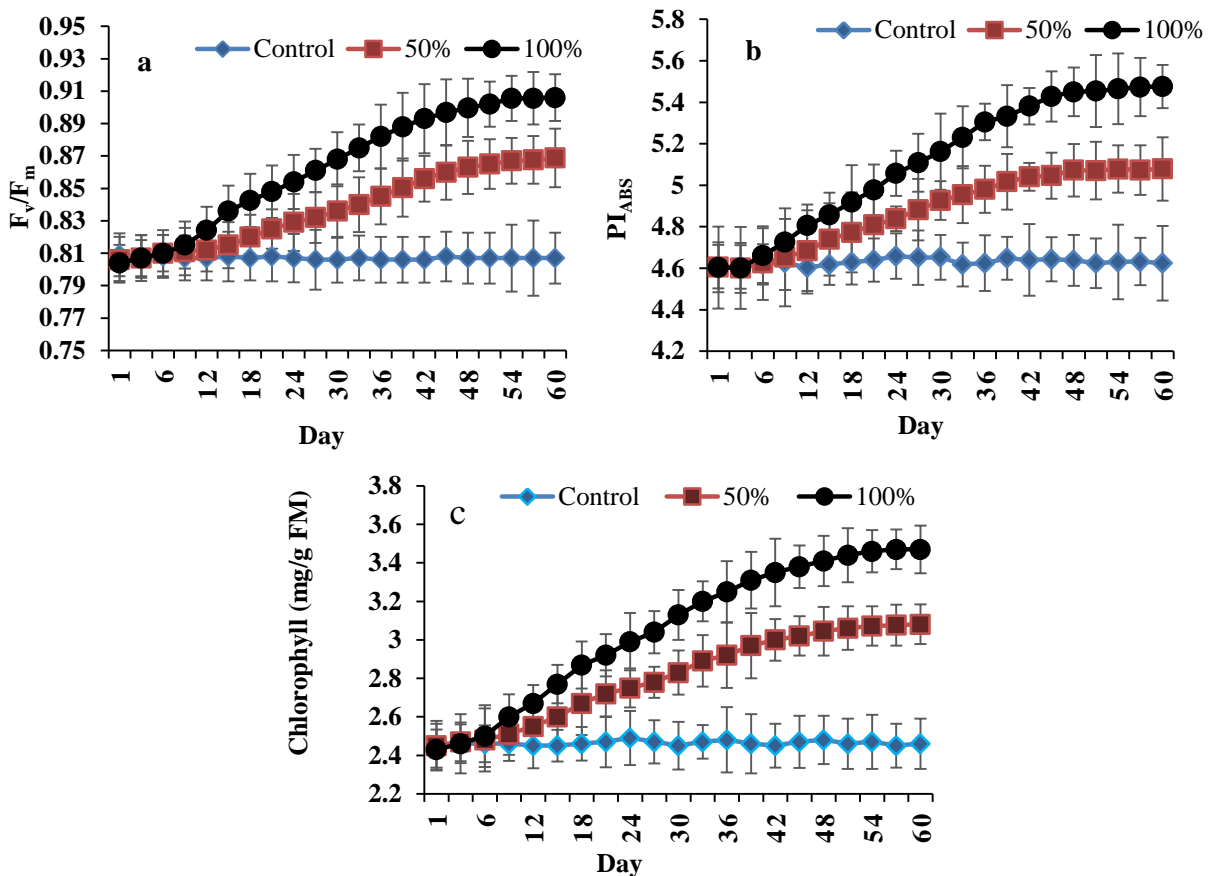 a
Control 50% 100%
0.95
0.93
0.91
0.89
0.87
0.85
0.83
0.81
0.79
0.77
0.75
Fv/Fm
1 6 12 18 24 30 36 42 48 54 60
Day
b
Control 50% 100%
5.8
5.6
5.4
5.2
5
4.8
4.6
4.4
4.2
PIABS
1 6 12 18 24 30 36 42 48 54 60
Day
c
Control 50% 100%
3.8
3.6
3.4
3.2
3
2.8
2.6
2.4
2.2
Chlorophyll (mg/g FM)
1 6 12 18 24 30 36 42 48 54 60
Day